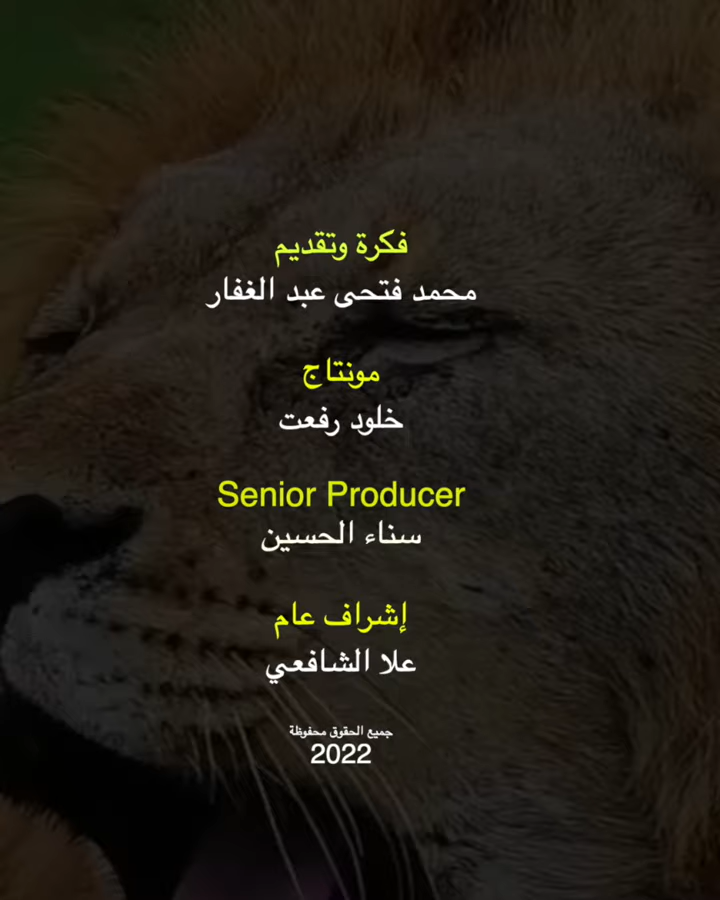 فكرة وتقديم
محمد فتحى عبد الغفار
مونتاج
خلود رفعت
Senior Producer
سناء الحسين
إشراف عام
علا الشافعي
جميع الحقوق محفوظة
2022